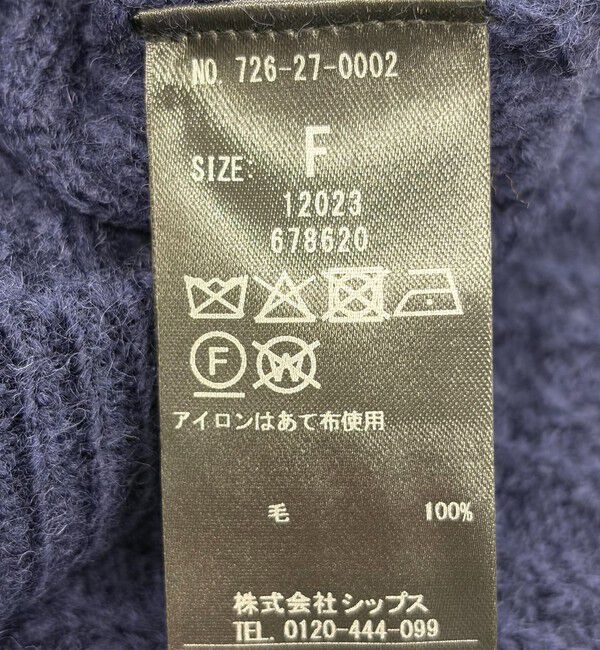 NO. 726-27-0002
SIZE: F
12023
678620
F W
アイロンはあて布使用
毛 100%
株式会社シップス
TEL. 0120-444-099